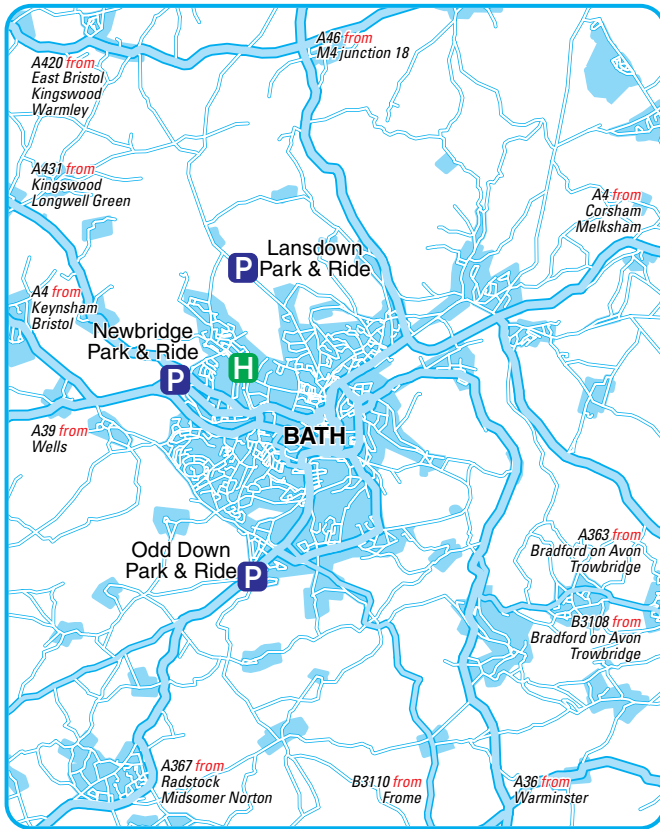 A420 from
East Bristol
Kingswood
Warmley
A46 from
M4 junction 18
A431 from
Kingswood
Longwell Green
A4 from
Corsham
Melksham
Lansdown
P Park & Ride
A4 from
Keynsham
Bristol
Newbridge
Park & Ride
P
H
A39 from
Wells
BATH
A363 from
Bradford on Avon
Trowbridge
Odd Down
Park & Ride P
B3108 from
Bradford on Avon
Trowbridge
A367 from
Radstock
Midsomer Norton
B3110 from
Frome
A36 from
Warminster